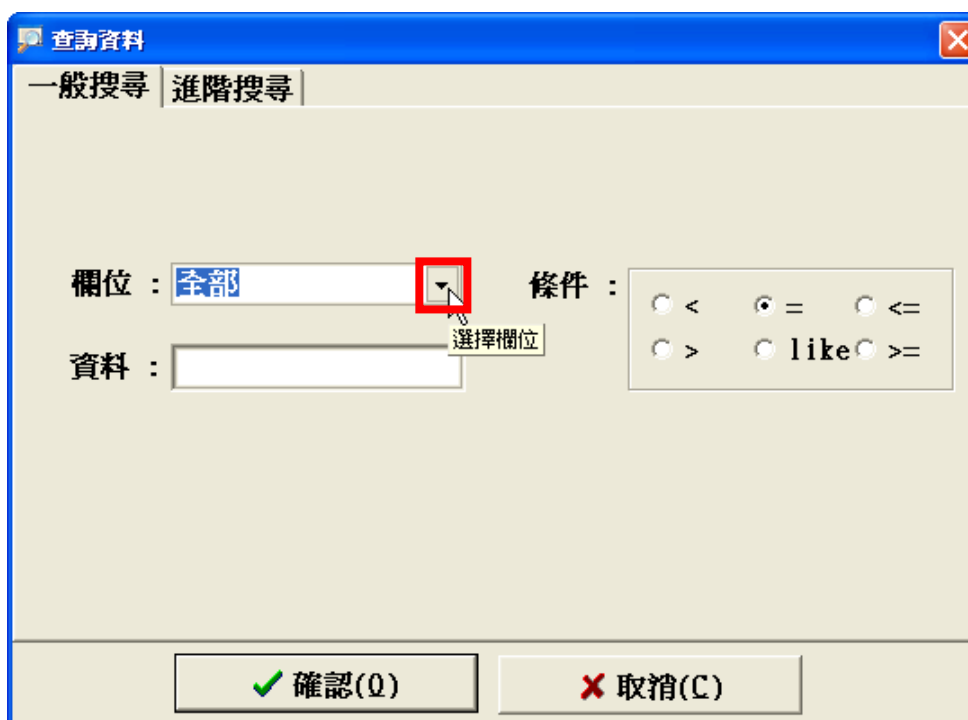 查詢資料
一般搜尋 進階搜尋
欄位 : 全部 條件 : < = <=
選擇欄位
資料 : > like >=
確認(O) 取消(C)